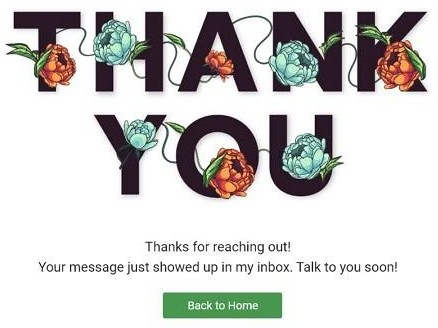 THANK
YOU
Thanks for reaching out!
Your message just showed up in my inbox. Talk to you soon!
Back to Home